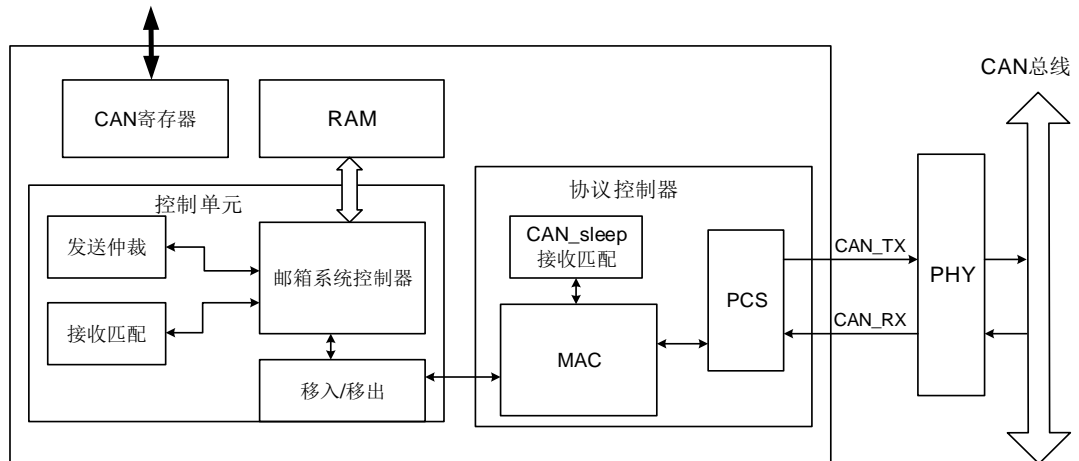 CAN总线
CAN寄存器
RAM
控制单元
发送仲裁
接收匹配
邮箱系统控制器
移入/移出
协议控制器
CAN_sleep
接收匹配
MAC
PCS
CAN_TX
CAN_RX
PHY